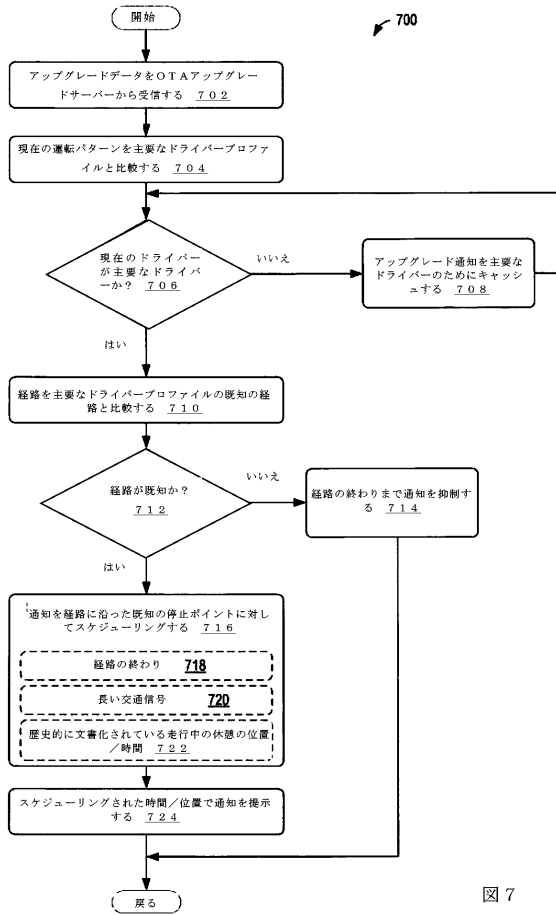 開始
700
アップグレードデータをＯＴＡアップグレー
ドサーバーから受信する　７０２
現在の運転パターンを主要なドライバープロファ
イルと比較する　７０４
現在のドライバー
が主要なドライバ
ーか？　７０６
いいえ
アップグレード通知を主要な
ドライバーのためにキャッシ
ュする　７０８
はい
経路を主要なドライバープロファイルの既知の経
路と比較する　７１０
経路が既知か？
７１２
いいえ
経路の終わりまで通知を抑制す
る　７１４
はい
通知を経路に沿った既知の停止ポイントに対し
てスケジューリングする　７１６
経路の終わり　718
長い交通信号　720
歴史的に文書化されている走行中の休憩の位置
／時間　７２２
スケジューリングされた時間／位置で通知を提示
する　７２４
戻る
図７